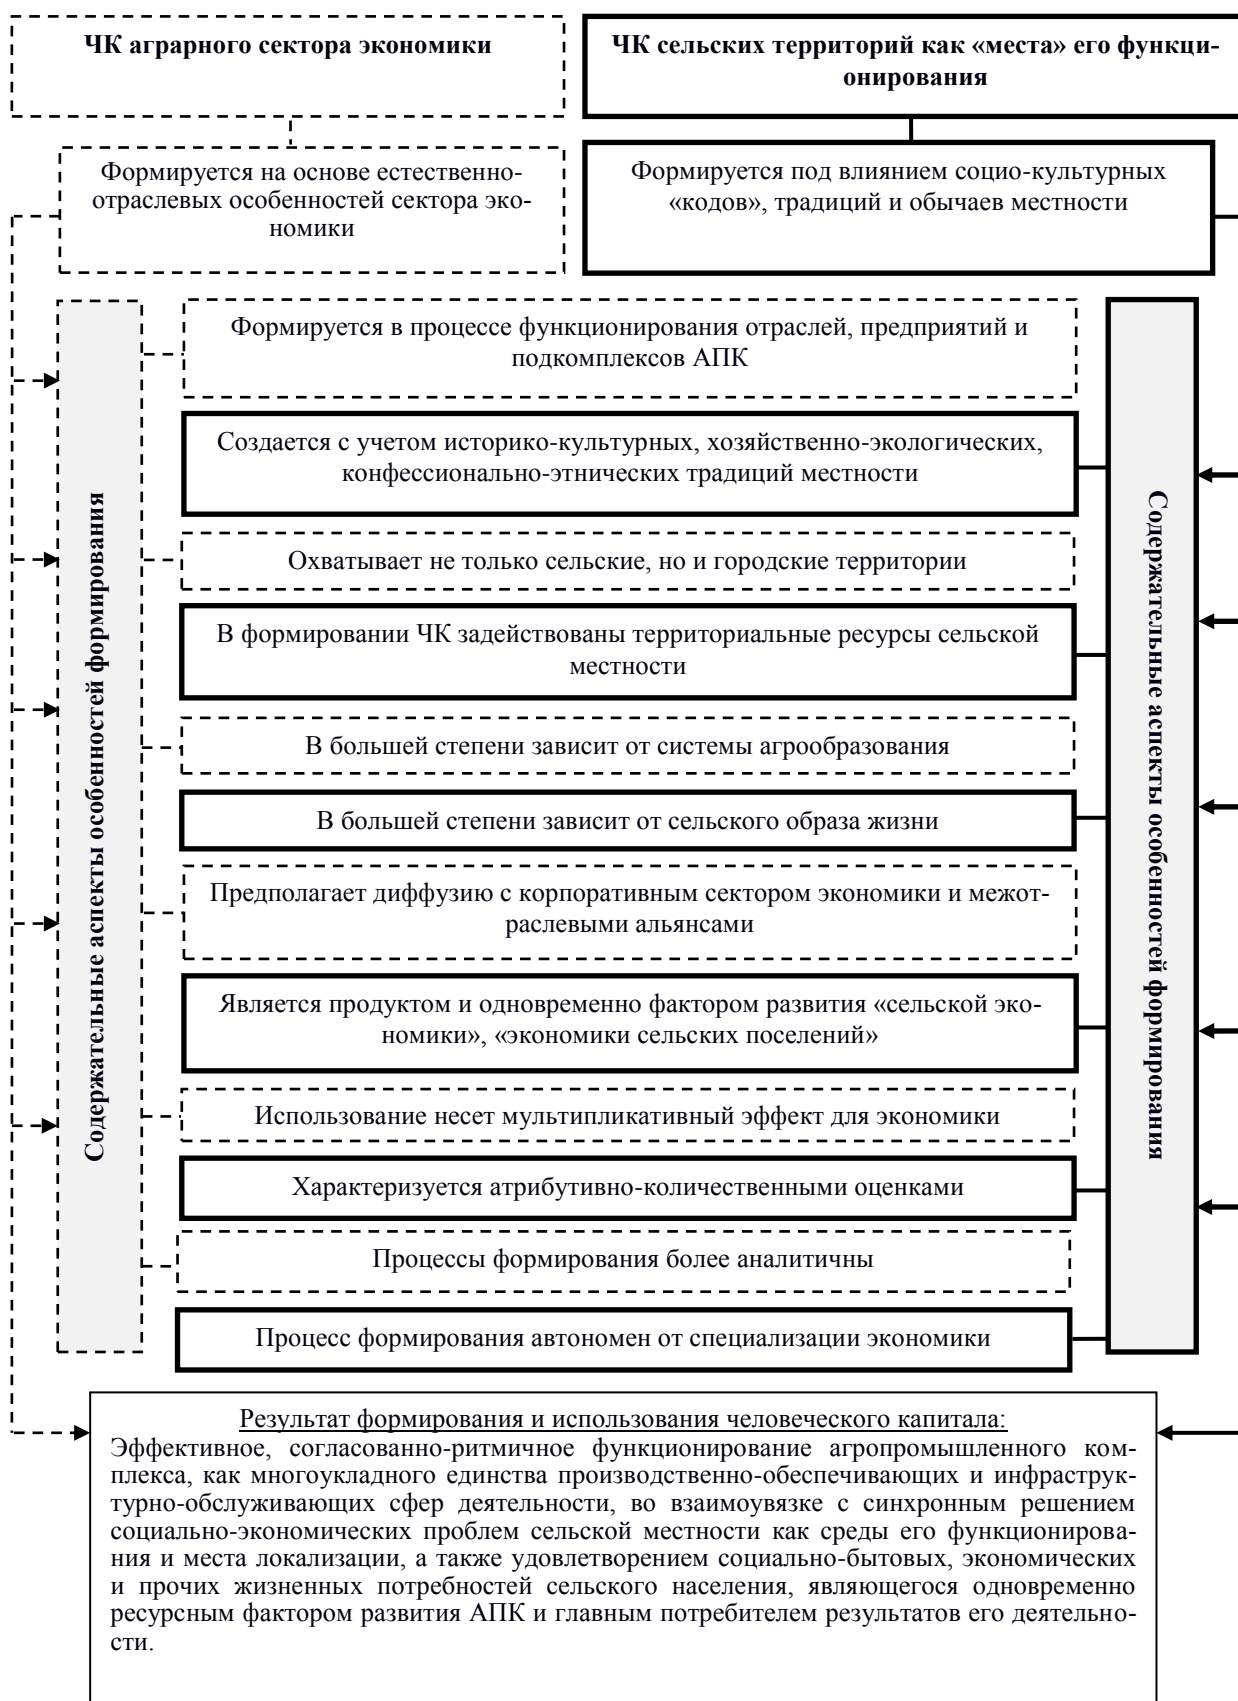 ЧК аграрного сектора экономики
ЧК сельских территорий как «места» его функци-
онирования
Формируется на основе естественно-
отраслевых особенностей сектора эко-
номики
Формируется под влиянием социо-культурных
«кодов», традиций и обычаев местности
Содержательные аспекты особенностей формирования
Формируется в процессе функционирования отраслей, предприятий и
подкомплексов АПК
Создается с учетом историко-культурных, хозяйственно-экологических,
конфессионально-этнических традиций местности
Охватывает не только сельские, но и городские территории
В формировании ЧК задействованы территориальные ресурсы сельской
местности
В большей степени зависит от системы агрообразования
В большей степени зависит от сельского образа жизни
Предполагает диффузию с корпоративным сектором экономики и межот-
раслевыми альянсами
Является продуктом и одновременно фактором развития «сельской эко-
номики», «экономики сельских поселений»
Использование несет мультипликативный эффект для экономики
Характеризуется атрибутивно-количественными оценками
Процессы формирования более аналитичны
Процесс формирования автономен от специализации экономики
Содержательные аспекты особенностей формирования
Результат формирования и использования человеческого капитала:
Эффективное, согласованно-ритмичное функционирование агропромышленного ком-
плекса, как многоукладного единства производственно-обеспечивающих и инфраструк-
турно-обслуживающих сфер деятельности, во взаимоувязке с синхронным решением
социально-экономических проблем сельской местности как среды его функционирова-
ния и места локализации, а также удовлетворением социально-бытовых, экономических
и прочих жизненных потребностей сельского населения, являющегося одновременно
ресурсным фактором развития АПК и главным потребителем результатов его деятельно-
сти.